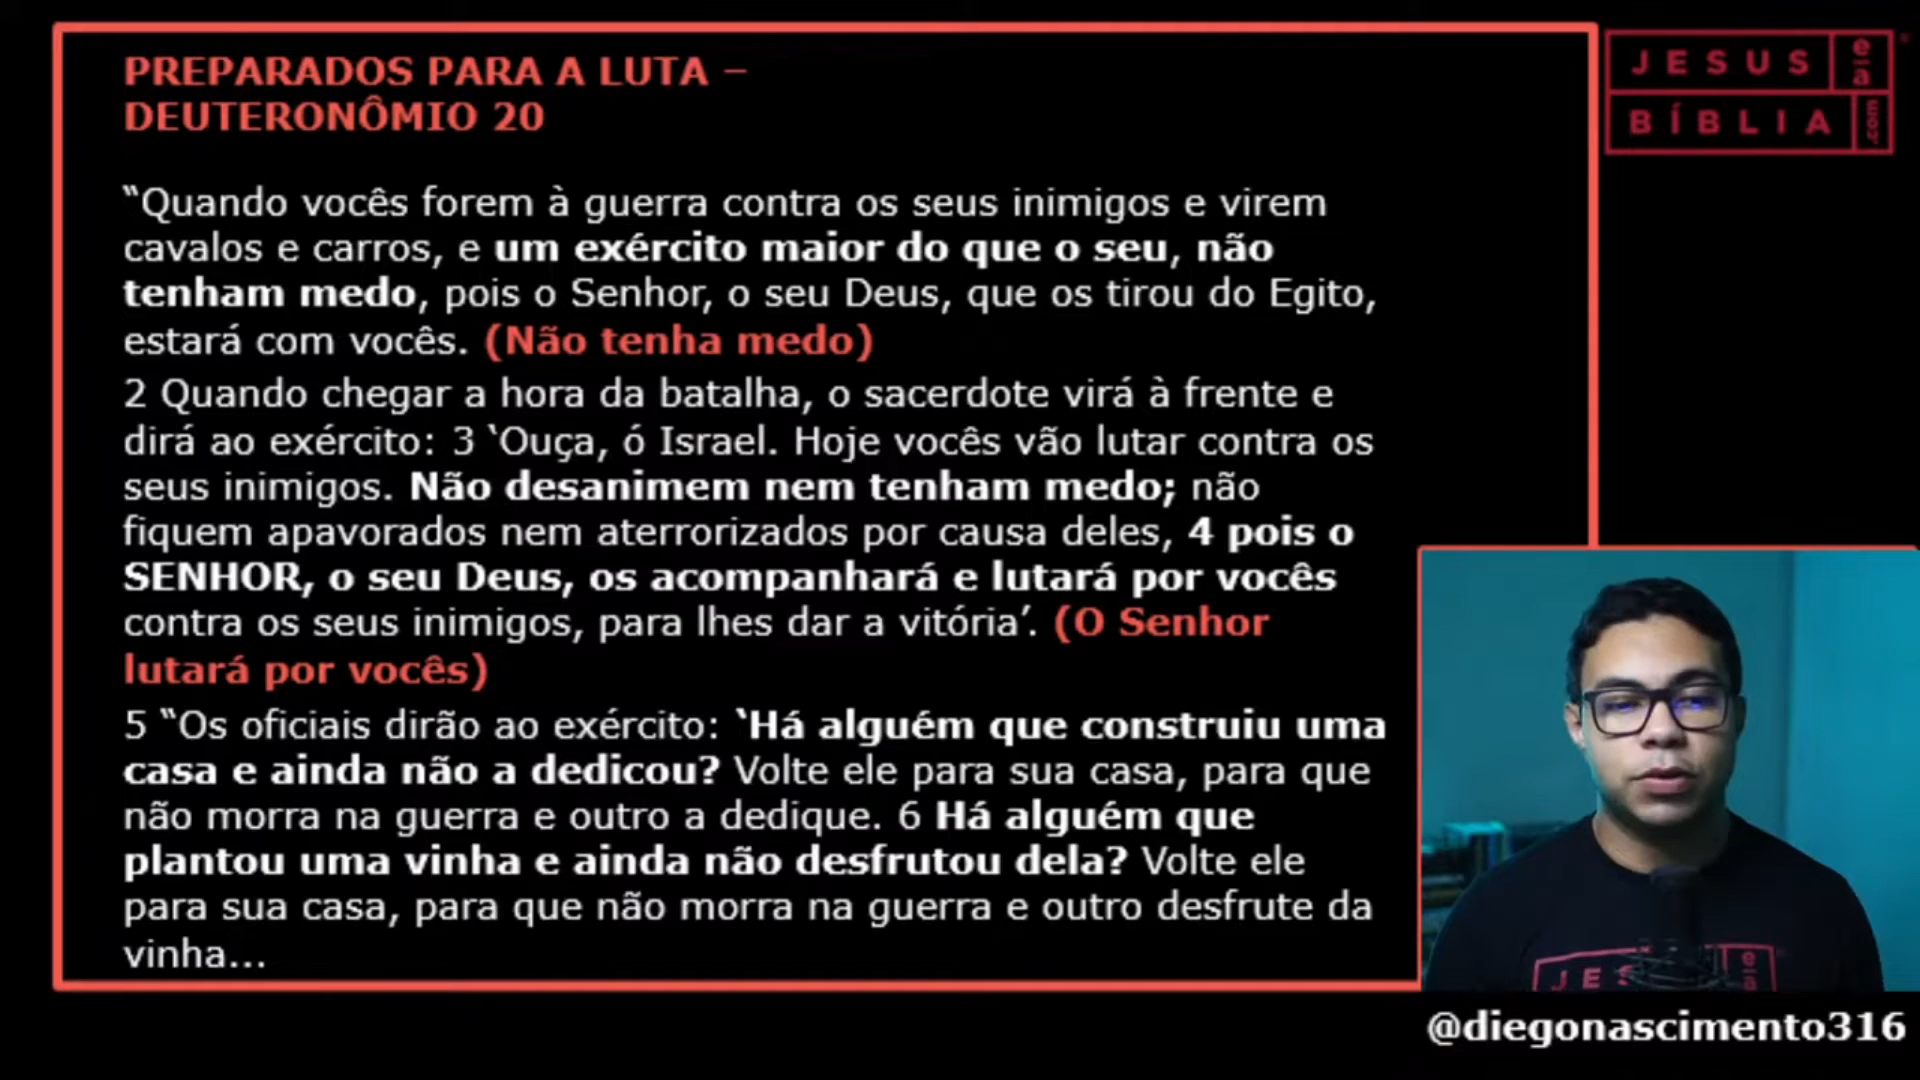 PREPARADOS PARA A LUTA –
DEUTERONÔMIO 20
“Quando vocês forem à guerra contra os seus inimigos e virem
cavalos e carros, e um exército maior do que o seu, não
tenham medo, pois o Senhor, o seu Deus, que os tirou do Egito,
estará com vocês. (Não tenha medo)
2 Quando chegar a hora da batalha, o sacerdote virá à frente e
dirá ao exército: 3 ‘Ouça, ó Israel. Hoje vocês vão lutar contra os
seus inimigos. Não desanimem nem tenham medo; não
fiquem apavorados nem aterrorizados por causa deles, 4 pois o
SENHOR, o seu Deus, os acompanhará e lutará por vocês
contra os seus inimigos, para lhes dar a vitória’. (O Senhor
lutará por vocês)
5 “Os oficiais dirão ao exército: ‘Há alguém que construiu uma
casa e ainda não a dedicou? Volte ele para sua casa, para que
não morra na guerra e outro a dedique. 6 Há alguém que
plantou uma vinha e ainda não desfrutou dela? Volte ele
para sua casa, para que não morra na guerra e outro desfrute da
vinha...
JESUS e a
BÍBLIA .com
JES
@diegonascimento316